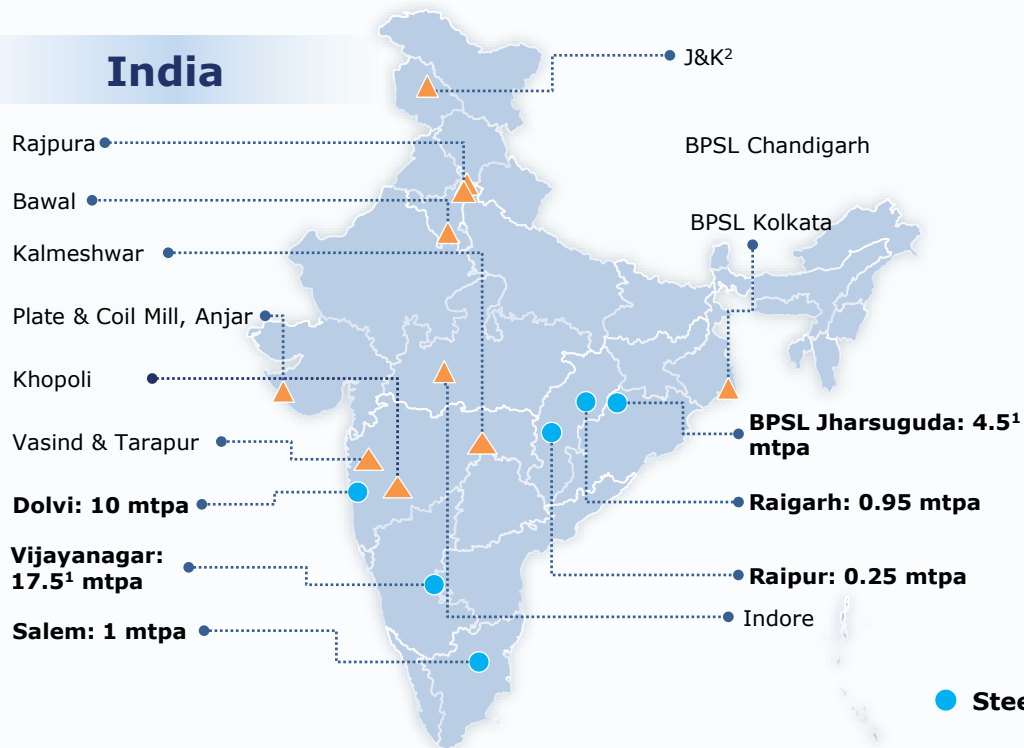 India
J&K²
Rajpura
BPSL Chandigarh
Bawal
BPSL Kolkata
Kalmeshwar
Plate & Coil Mill, Anjar
Khopoli
Vasind & Tarapur
BPSL Jharsuguda: 4.5¹
mtpa
Dolvi: 10 mtpa
Raigarh: 0.95 mtpa
Vijayanagar:
17.5¹ mtpa
Raipur: 0.25 mtpa
Indore
Salem: 1 mtpa